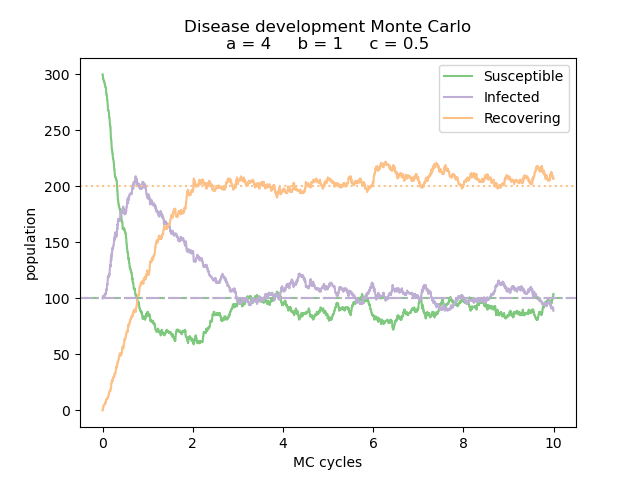 Disease development Monte Carlo
a = 4 b = 1 c = 0.5
300
250
200
150
100
50
0
population
Susceptible
Infected
Recovering
0 2 4 6 8 10
MC cycles